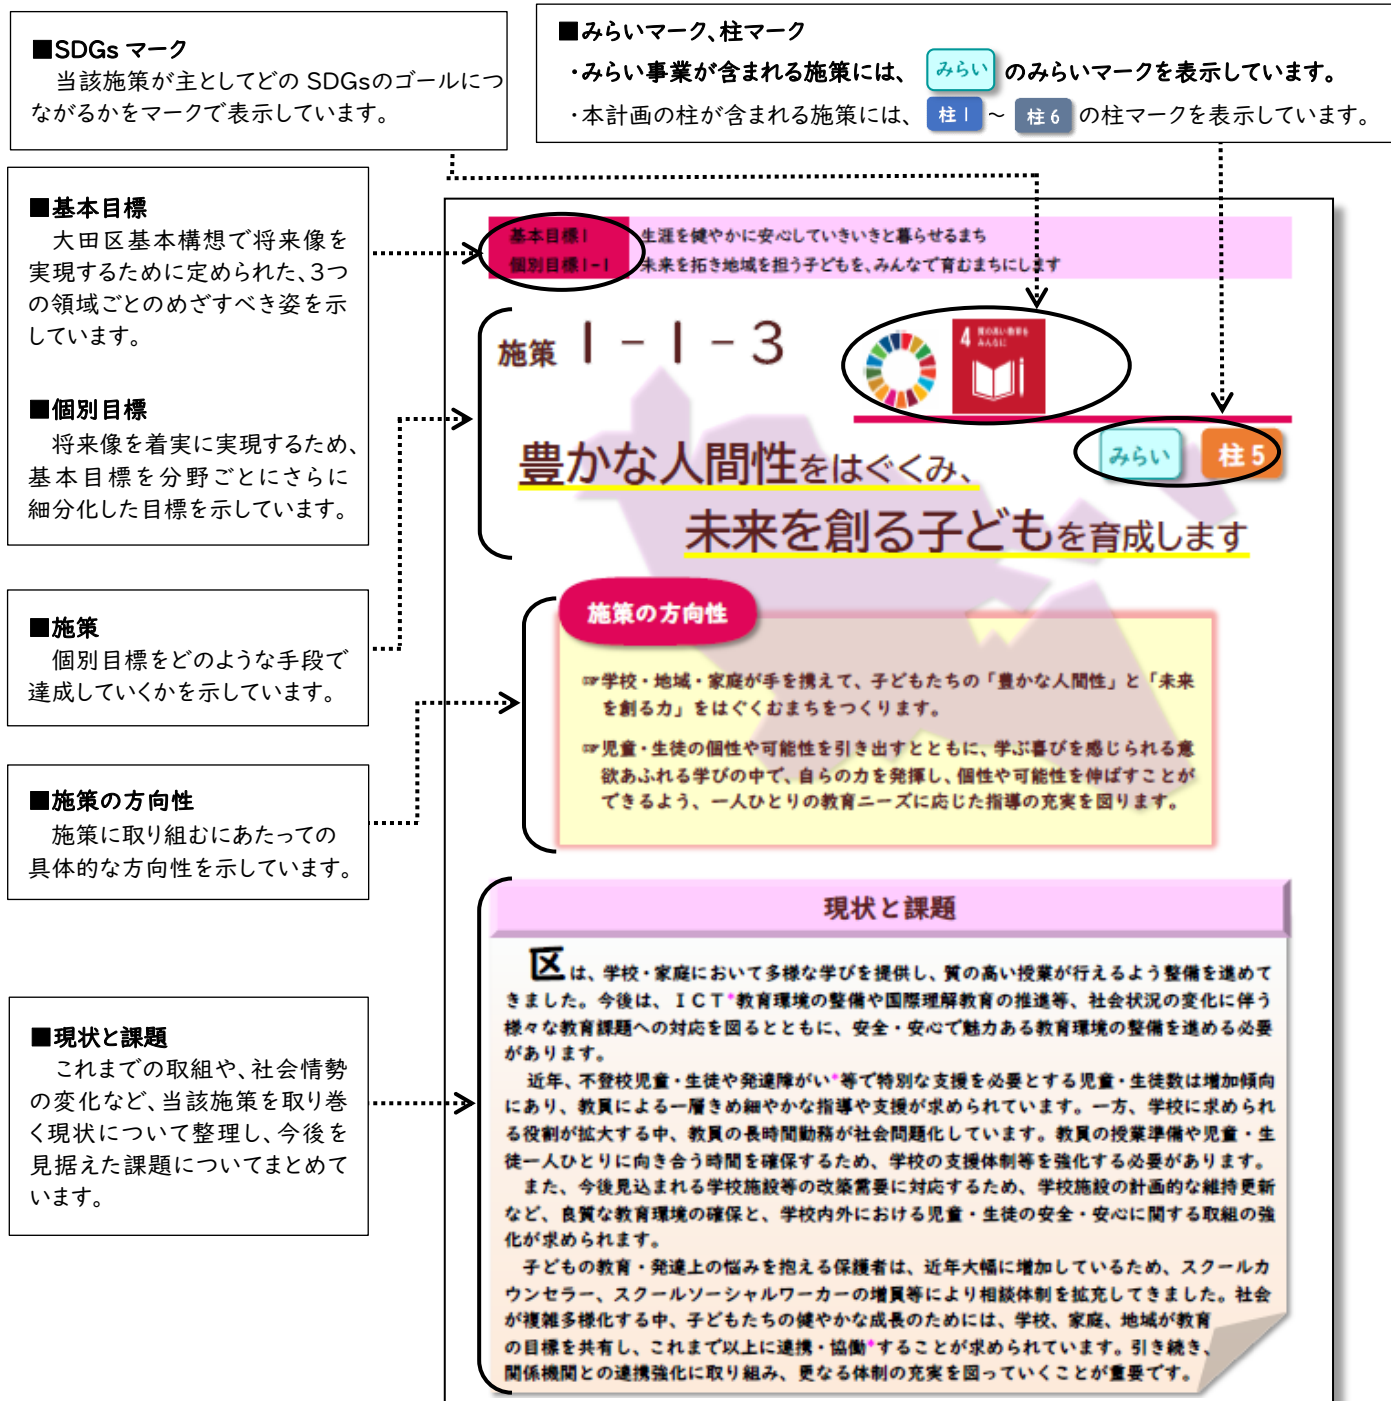 ■SDGs マーク
当該施策が主としてどの SDGsのゴールにつ
ながるかをマークで表示しています。
■みらいマーク、柱マーク
・みらい事業が含まれる施策には、 みらい のみらいマークを表示しています。
・本計画の柱が含まれる施策には、 柱1 ～ 柱6 の柱マークを表示しています。
■基本目標
大田区基本構想で将来像を
実現するために定められた、3つ
の領域ごとのめざすべき姿を示
しています。
■個別目標
将来像を着実に実現するため、
基本目標を分野ごとにさらに
細分化した目標を示しています。
■施策
個別目標をどのような手段で
達成していくかを示しています。
■施策の方向性
施策に取り組むにあたっての
具体的な方向性を示しています。
■現状と課題
これまでの取組や、社会情勢
の変化など、当該施策を取り巻
く現状について整理し、今後を
見据えた課題についてまとめて
います。
基本目標1 生涯を健やかに安心していきいきと暮らせるまち
個別目標1-1 未来を拓き地域を担う子どもを、みんなで育むまちにします
施策 1－1－3
4 質の高い教育を
みんなに
みらい 柱5
豊かな人間性をはぐくみ、
未来を創る子どもを育成します
施策の方向性
☞学校・地域・家庭が手を携えて、子どもたちの「豊かな人間性」と「未来
を創る力」をはぐくむまちをつくります。
☞児童・生徒の個性や可能性を引き出すとともに、学ぶ喜びを感じられる意
欲あふれる学びの中で、自らの力を発揮し、個性や可能性を伸ばすことが
できるよう、一人ひとりの教育ニーズに応じた指導の充実を図ります。
現状と課題
区は、学校・家庭において多様な学びを提供し、質の高い授業が行えるよう整備を進めて
きました。今後は、ＩＣＴ*教育環境の整備や国際理解教育の推進等、社会状況の変化に伴う
様々な教育課題への対応を図るとともに、安全・安心で魅力ある教育環境の整備を進める必要
があります。
近年、不登校児童・生徒や発達障がい*等で特別な支援を必要とする児童・生徒数は増加傾向
にあり、教員による一層きめ細やかな指導や支援が求められています。一方、学校に求められ
る役割が拡大する中、教員の長時間勤務が社会問題化しています。教員の授業準備や児童・生
徒一人ひとりに向き合う時間を確保するため、学校の支援体制等を強化する必要があります。
また、今後見込まれる学校施設等の改築需要に対応するため、学校施設の計画的な維持更新
など、良質な教育環境の確保と、学校内外における児童・生徒の安全・安心に関する取組の強
化が求められます。
子どもの教育・発達上の悩みを抱える保護者は、近年大幅に増加しているため、スクールカ
ウンセラー、スクールソーシャルワーカーの増員等により相談体制を拡充してきました。社会
が複雑多様化する中、子どもたちの健やかな成長のためには、学校、家庭、地域が教育
の目標を共有し、これまで以上に連携・協働*することが求められています。引き続き、
関係機関との連携強化に取り組み、更なる体制の充実を図っていくことが重要です。